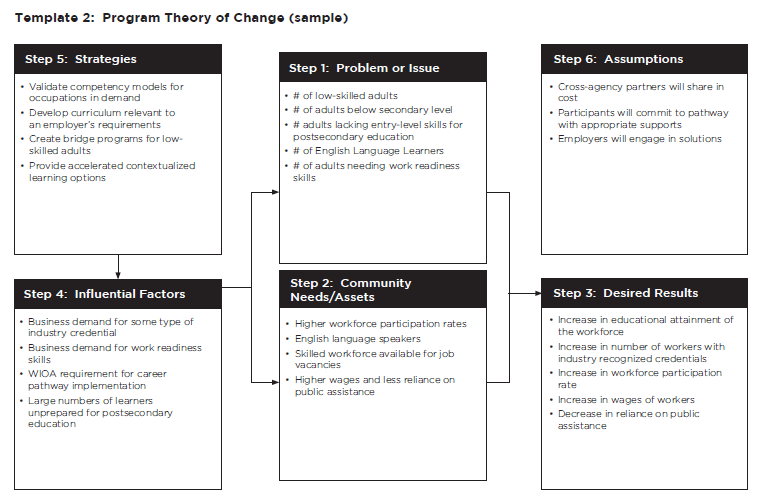 Template 2:  Program Theory of Change (sample)
Step 5:  Strategies
• Validate competency models for
occupations in demand
• Develop curriculum relevant to
an employer's requirements
• Create bridge programs for low-
skilled adults
• Provide accelerated contextualized
learning options
Step 1:  Problem or Issue
• # of low-skilled adults
• # of adults below secondary level
• # adults lacking entry-level skills for
postsecondary education
• # of English Language Learners
• # of adults needing work readiness
skills
Step 6:  Assumptions
• Cross-agency partners will share in
cost
• Participants will commit to pathway
with appropriate supports
• Employers will engage in solutions
Step 4:  Influential Factors
• Business demand for some type of
industry credential
• Business demand for work readiness
skills
• WIOA requirement for career
pathway implementation
• Large numbers of learners
unprepared for postsecondary
education
Step 2:  Community
Needs/Assets
• Higher workforce participation rates
• English language speakers
• Skilled workforce available for job
vacancies
• Higher wages and less reliance on
public assistance
Step 3:  Desired Results
• Increase in educational attainment of
the workforce
• Increase in number of workers with
industry recognized credentials
• Increase in workforce participation
rate
• Increase in wages of workers
• Decrease in reliance on public
assistance